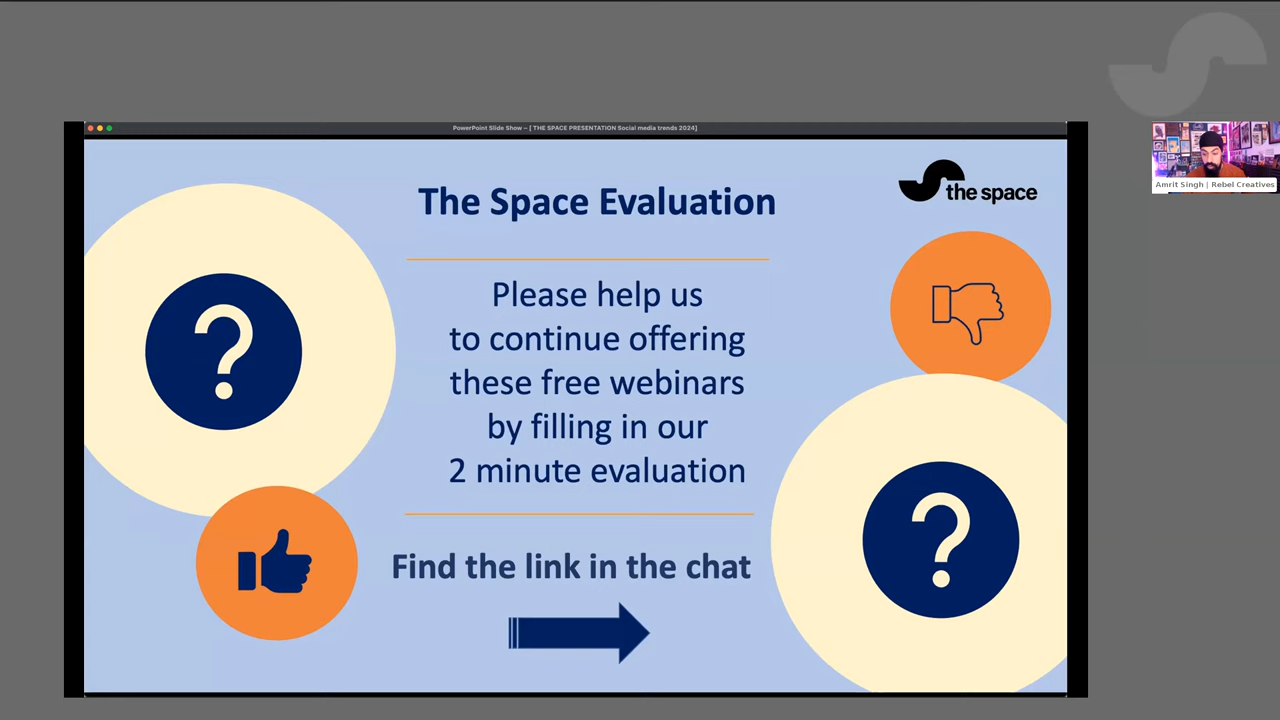 PowerPoint Slide Show – [ THE SPACE PRESENTATION Social media trends 2024]
The Space Evaluation
the space
Please help us
to continue offering
these free webinars
by filling in our
2 minute evaluation
Find the link in the chat
?
?
Amrit Singh | Rebel Creatives